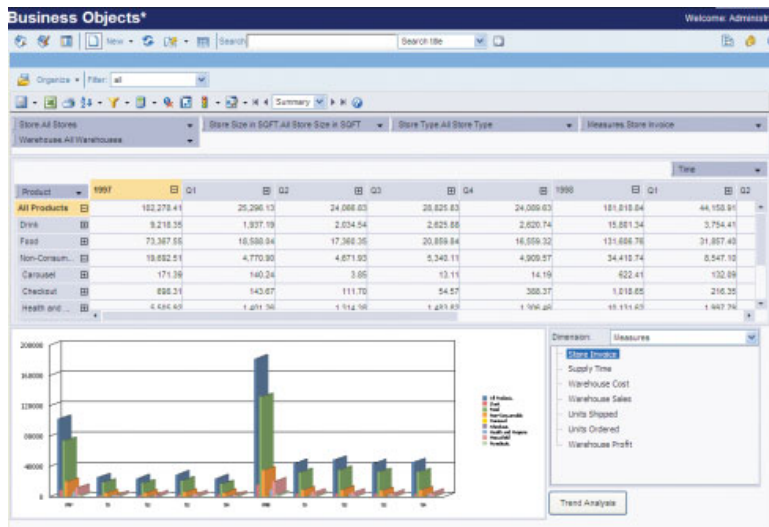 Business Objects*
Welcome: Administr
New
Search
Search title
Organize
Filter: all
Summary
Store.All Stores
Store Size in SQFT.All Store Size in SQFT
Store Type.All Store Type
Measures.Store Invoice
Warehouse.All Warehouses
Time
Product 1997 Q1 Q2 Q3 Q4 1998 Q1 Q2
All Products 102,278.41 25,296.13 24,066.83 28,825.83 24,089.63 181,818.84 44,158.91
Drink 9,218.35 1,937.19 2,034.54 2,625.88 2,620.74 15,881.34 3,754.41
Food 73,367.55 18,588.04 17,360.35 20,859.84 16,559.32 131,606.76 31,857.40
Non-Consum... 19,692.51 4,770.90 4,671.93 5,340.11 4,909.57 34,418.74 8,547.10
Carousel 171.39 140.24 3.85 13.11 14.19 622.41 132.09
Checkout 698.31 143.67 111.70 54.57 388.37 1,018.65 216.35
Health and ...
200000
160000
120000
80000
40000
0
Dimension: Measures
Store Invoice
Supply Time
Warehouse Cost
Warehouse Sales
Units Shipped
Units Ordered
Warehouse Profit
Trend Analysis